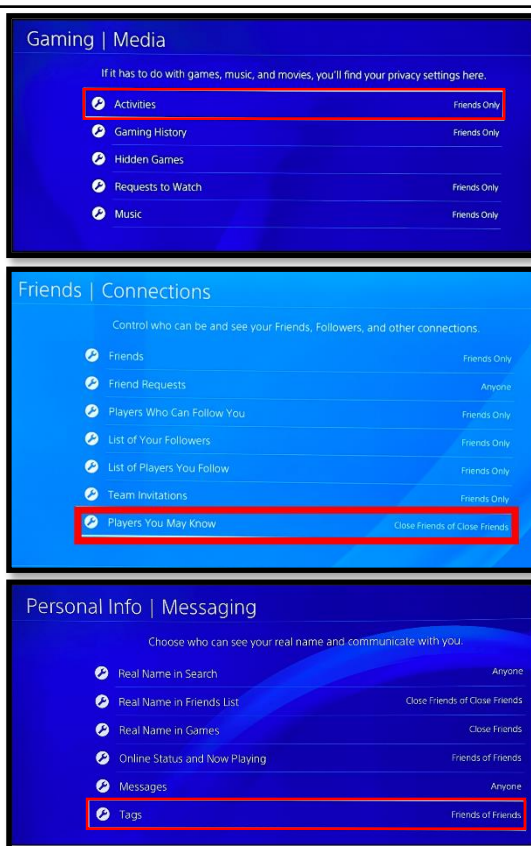 Gaming | Media
If it has to do with games, music, and movies, you'll find your privacy settings here.
Activities Friends Only
Gaming History Friends Only
Hidden Games
Requests to Watch Friends Only
Music Friends Only
Friends | Connections
Control who can be and see your Friends, Followers, and other connections.
Friends Friends Only
Friend Requests Anyone
Players Who Can Follow You Friends Only
List of Your Followers Friends Only
List of Players You Follow Friends Only
Team Invitations Friends Only
Players You May Know Close Friends of Close Friends
Personal Info | Messaging
Choose who can see your real name and communicate with you.
Real Name in Search Anyone
Real Name in Friends List Close Friends of Close Friends
Real Name in Games Close Friends
Online Status and Now Playing Friends of Friends
Messages Anyone
Tags Friends of Friends